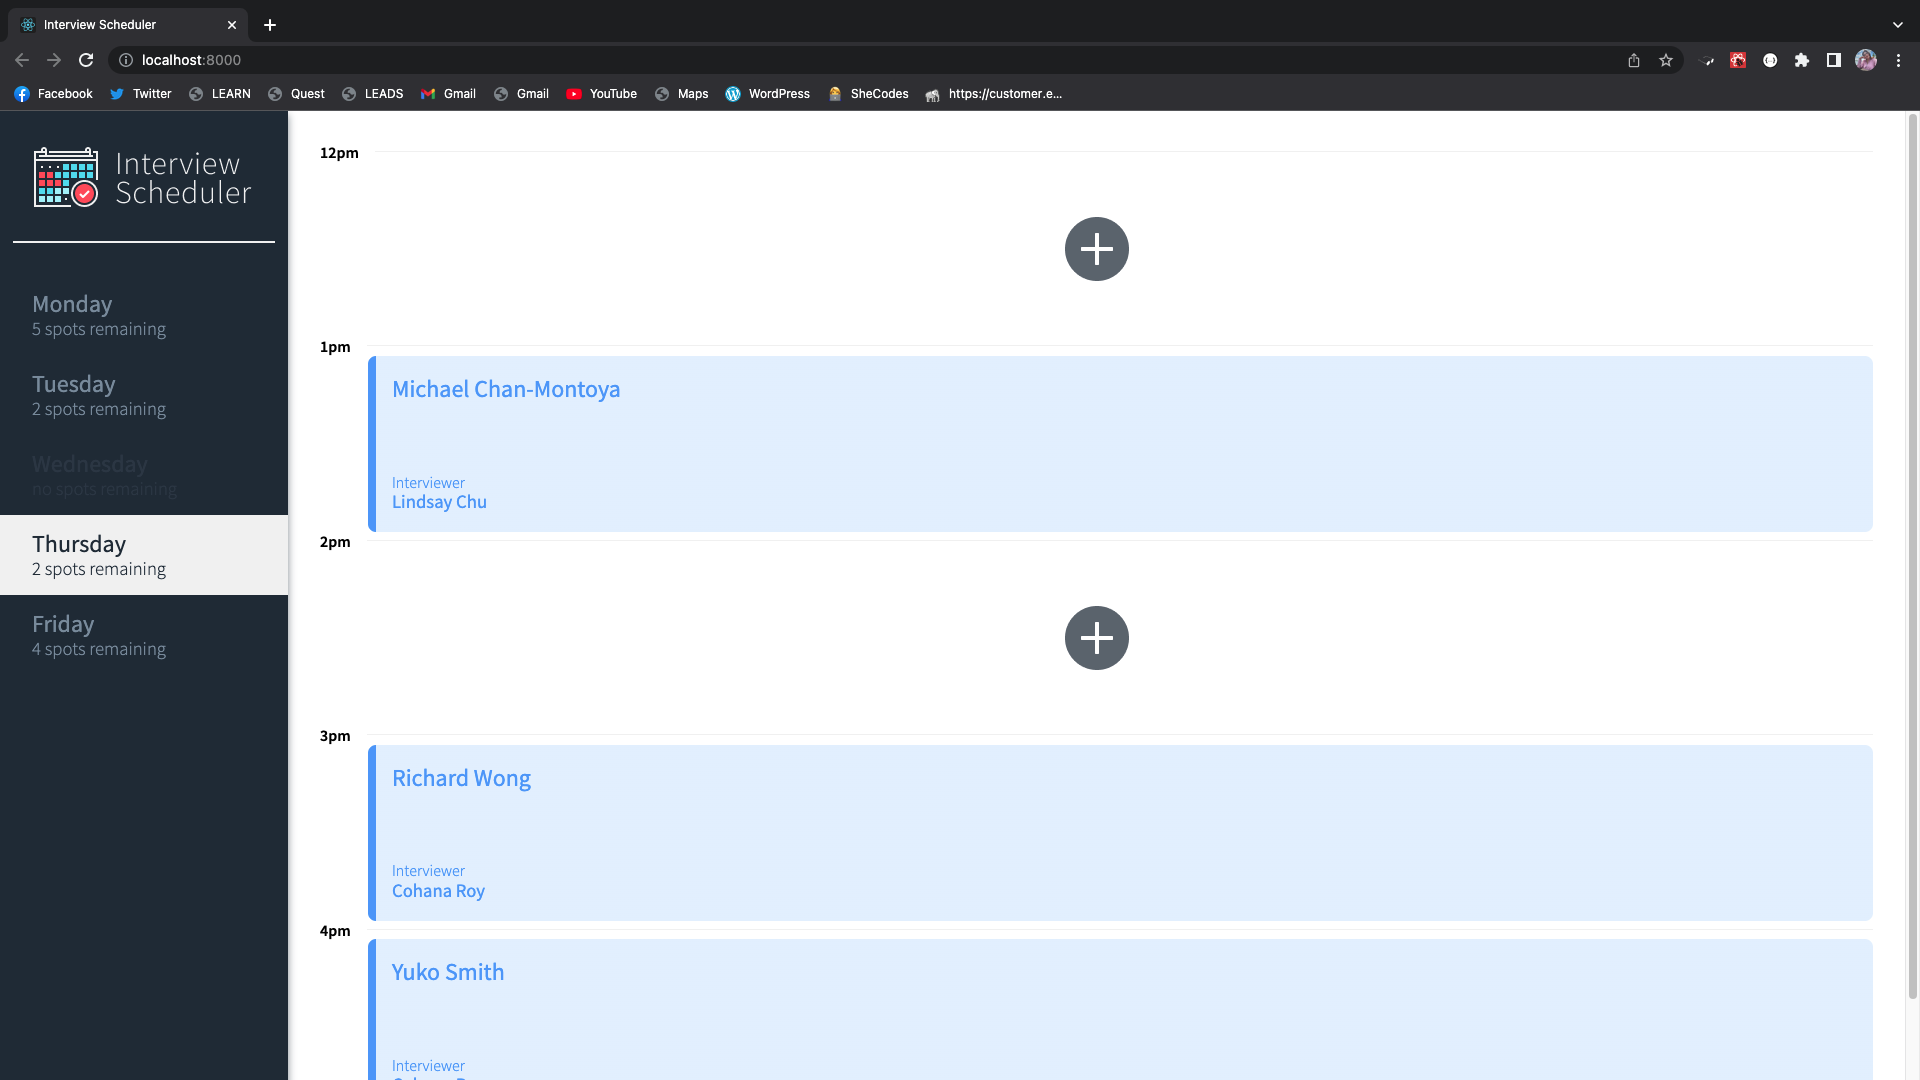 Interview Scheduler
localhost:8000
Facebook
Twitter
LEARN
Quest
LEADS
Gmail
Gmail
YouTube
Maps
WordPress
SheCodes
https://customer.e...
Interview
Scheduler
Monday
5 spots remaining
Tuesday
2 spots remaining
Wednesday
no spots remaining
Thursday
2 spots remaining
Friday
4 spots remaining
12pm
1pm
Michael Chan-Montoya
Interviewer
Lindsay Chu
2pm
3pm
Richard Wong
Interviewer
Cohana Roy
4pm
Yuko Smith
Interviewer